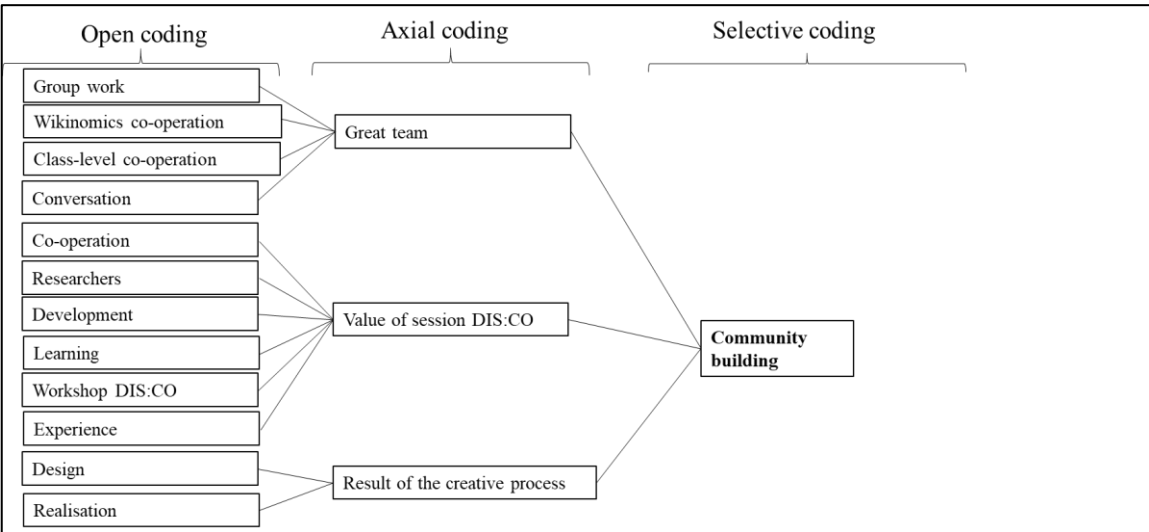 Open coding
Axial coding
Selective coding
Group work
Wikinomics co-operation
Class-level co-operation
Conversation
Co-operation
Researchers
Development
Learning
Workshop DIS:CO
Experience
Design
Realisation
Great team
Value of session DIS:CO
Result of the creative process
Community
building